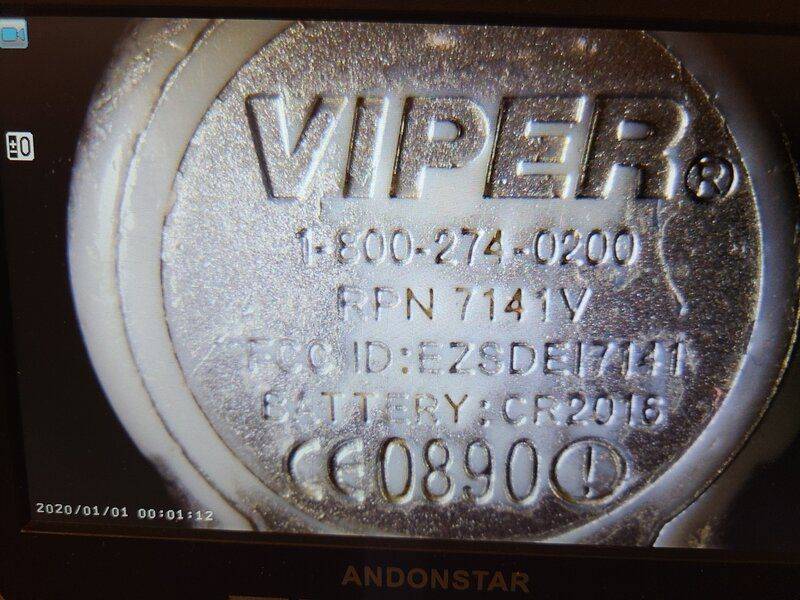 ±0
VIPER®
1-800-274-0200
RPN 7141V
FCC ID:EZSDEI7141
BATTERY:CR2016
CE0890!
2020/01/01 00:01:12
ANDONSTAR